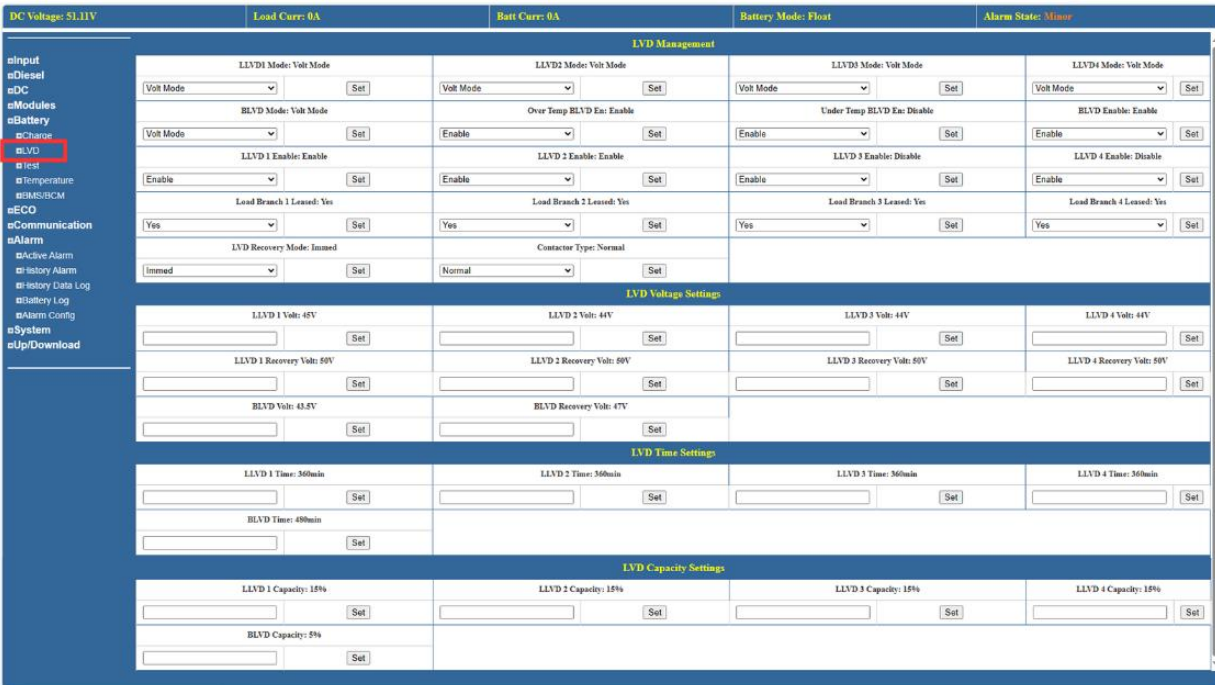 DC Voltage: 51.11V Load Curr: 0A Batt Curr: 0A Battery Mode: Float Alarm State: Minor
Input
Diesel
DC
Modules
Battery
Charge
LVD
Test
Temperature
BMS/BCM
ECO
Communication
Alarm
Active Alarm
History Alarm
History Data Log
Battery Log
Alarm Config
System
Up/Download
LVD Management
LLVD1 Mode: Volt Mode LLVD2 Mode: Volt Mode LLVD3 Mode: Volt Mode LLVD4 Mode: Volt Mode
Volt Mode Set Volt Mode Set Volt Mode Set Volt Mode Set
BLVD Mode: Volt Mode Over Temp BLVD En: Enable Under Temp BLVD En: Disable BLVD Enable: Enable
Volt Mode Set Enable Set Enable Set Enable Set
LLVD 1 Enable: Enable LLVD 2 Enable: Enable LLVD 3 Enable: Disable LLVD 4 Enable: Disable
Enable Set Enable Set Enable Set Enable Set
Load Branch 1 Leased: Yes Load Branch 2 Leased: Yes Load Branch 3 Leased: Yes Load Branch 4 Leased: Yes
Yes Set Yes Set Yes Set Yes Set
LVD Recovery Mode: Immed Contactor Type: Normal
Immed Set Normal Set
LVD Voltage Settings
LLVD 1 Volt: 45V LLVD 2 Volt: 44V LLVD 3 Volt: 44V LLVD 4 Volt: 44V
Set Set Set Set
LLVD 1 Recovery Volt: 50V LLVD 2 Recovery Volt: 50V LLVD 3 Recovery Volt: 50V LLVD 4 Recovery Volt: 50V
Set Set Set Set
BLVD Volt: 43.5V BLVD Recovery Volt: 47V
Set Set
LVD Time Settings
LLVD 1 Time: 360min LLVD 2 Time: 360min LLVD 3 Time: 360min LLVD 4 Time: 360min
Set Set Set Set
BLVD Time: 480min
Set
LVD Capacity Settings
LLVD 1 Capacity: 15% LLVD 2 Capacity: 15% LLVD 3 Capacity: 15% LLVD 4 Capacity: 15%
Set Set Set Set
BLVD Capacity: 5%
Set